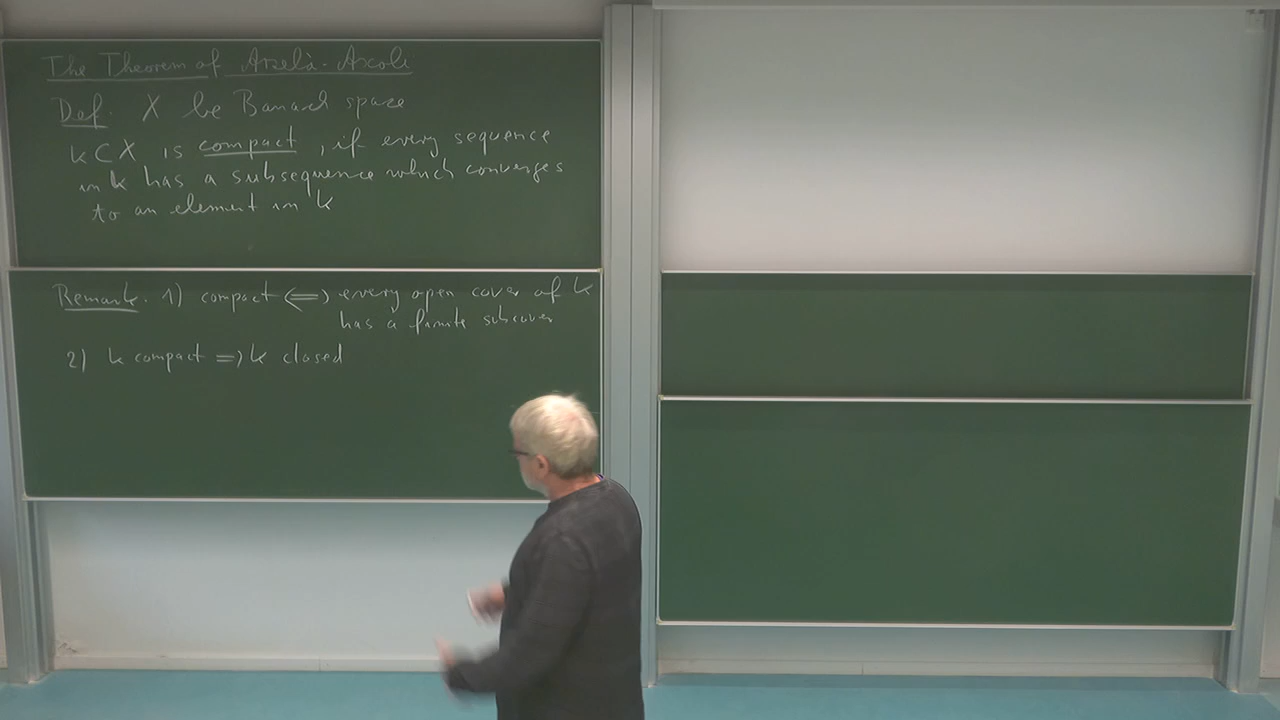 The Theorem of Arzelà-Ascoli
Def. X be Banach space
K ⊂ X is compact, if every sequence
in K has a subsequence which converges
to an element in K
Remark. 1) compact ⟺ every open cover of K
has a finite subcover
2) K compact ⟹ K closed